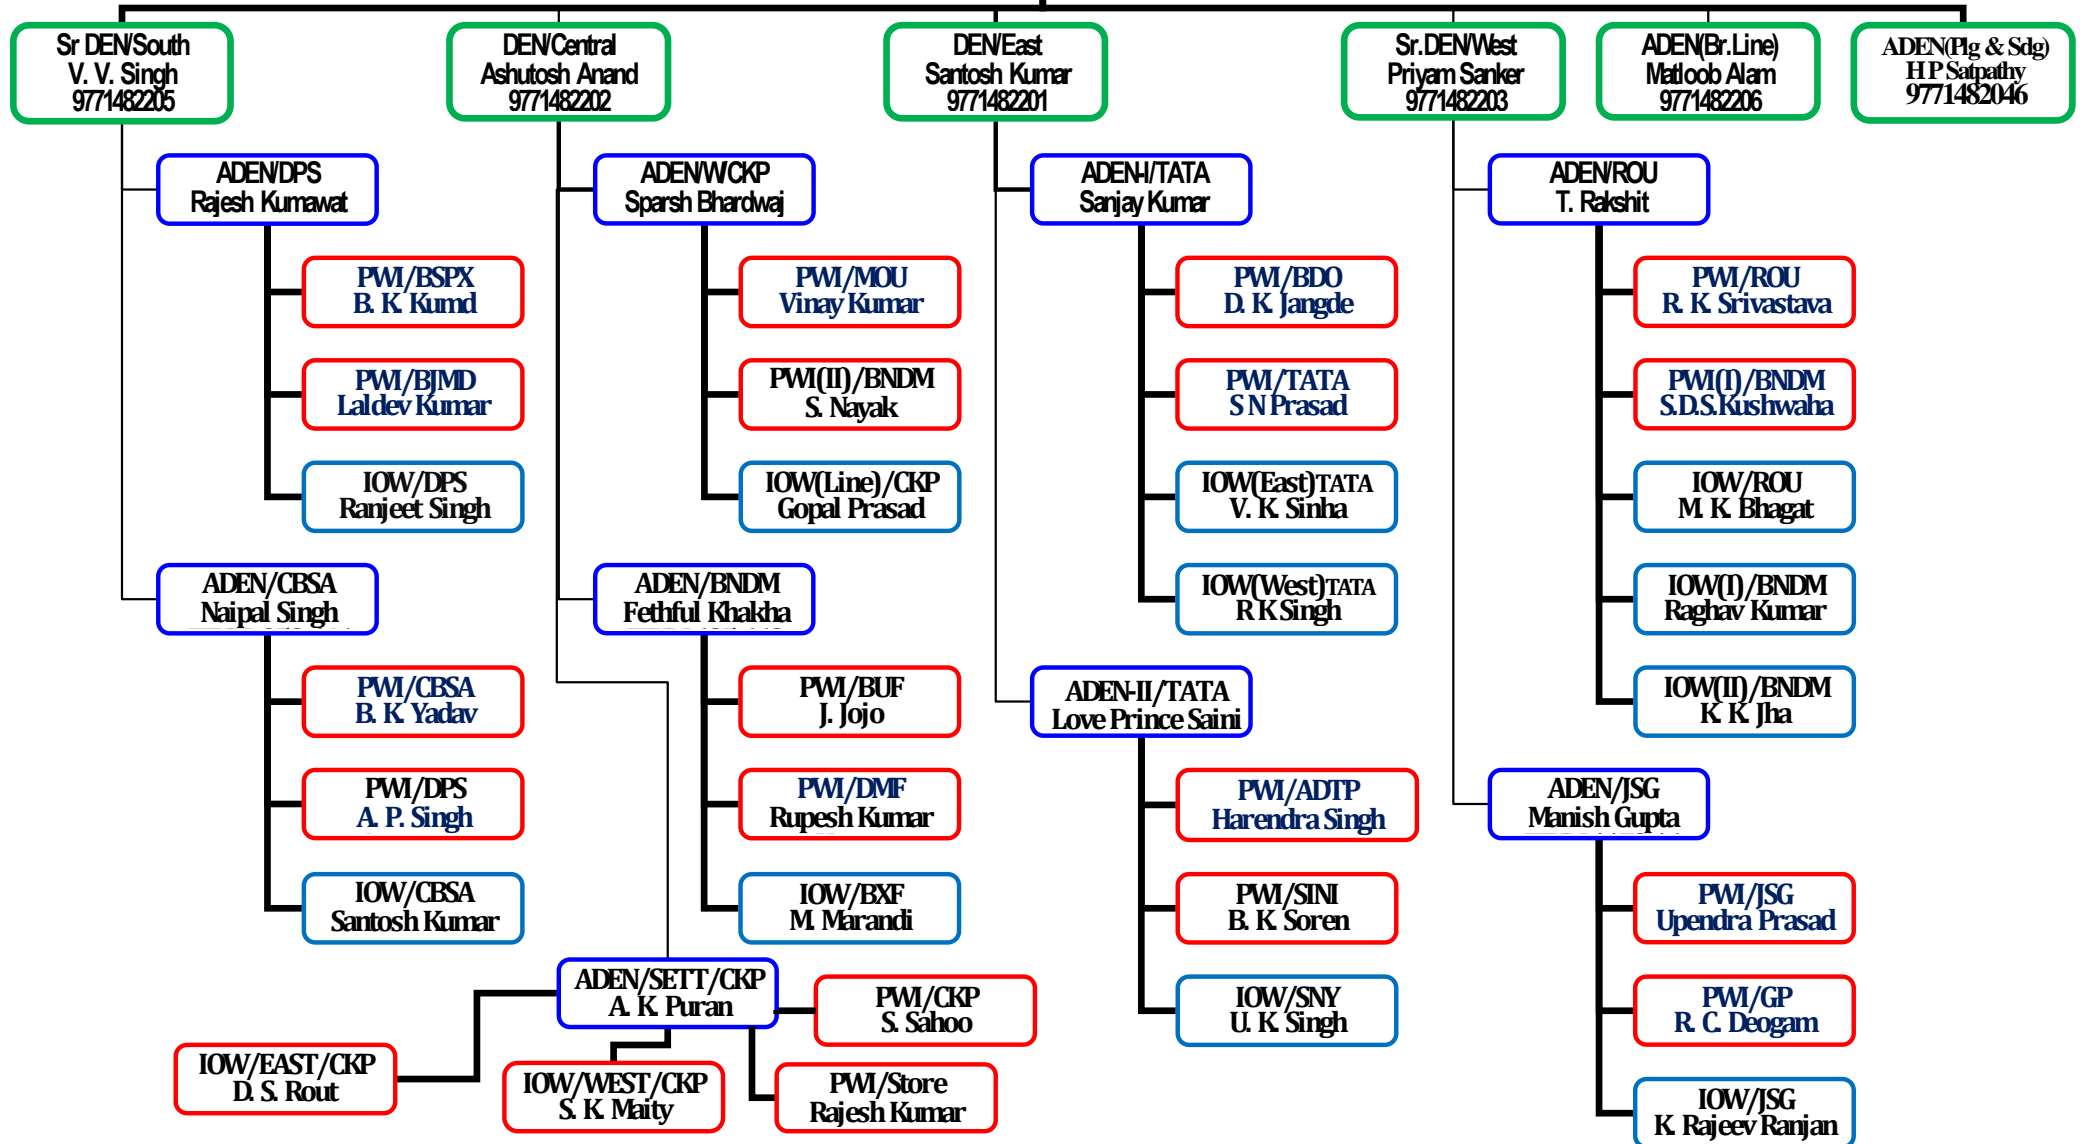 Sr DEN/South
V. V. Singh
9771482205
DEN/Central
Ashutosh Anand
9771482202
DEN/East
Santosh Kumar
9771482201
Sr.DEN/West
Priyam Sanker
9771482203
ADEN(Br.Line)
Matloob Alam
9771482206
ADEN(Plg & Sdg)
H P Satpathy
9771482046
ADEN/DPS
Rajesh Kumawat
PWI/BSPX
B. K. Kumd
PWI/BJMD
Laldev Kumar
IOW/DPS
Ranjeet Singh
ADEN/CBSA
Naipal Singh
PWI/CBSA
B. K. Yadav
PWI/DPS
A. P. Singh
IOW/CBSA
Santosh Kumar
ADEN/W/CKP
Sparsh Bhardwaj
PWI/MOU
Vinay Kumar
PWI(II)/BNDM
S. Nayak
IOW(Line)/CKP
Gopal Prasad
ADEN/BNDM
Fethful Khakha
PWI/BUF
J. Jojo
PWI/DMF
Rupesh Kumar
IOW/BXF
M. Marandi
ADEN/SETT/CKP
A. K. Puran
IOW/EAST/CKP
D. S. Rout
IOW/WEST/CKP
S. K. Maity
PWI/CKP
S. Sahoo
PWI/Store
Rajesh Kumar
ADEN-I/TATA
Sanjay Kumar
PWI/BDO
D. K. Jangde
PWI/TATA
S N Prasad
IOW(East)TATA
V. K. Sinha
IOW(West)TATA
R K Singh
ADEN-II/TATA
Love Prince Saini
PWI/ADTP
Harendra Singh
PWI/SINI
B. K. Soren
IOW/SNY
U. K. Singh
ADEN/ROU
T. Rakshit
PWI/ROU
R. K. Srivastava
PWI(I)/BNDM
S.D.S.Kushwaha
IOW/ROU
M. K. Bhagat
IOW(I)/BNDM
Raghav Kumar
IOW(II)/BNDM
K. K. Jha
ADEN/JSG
Manish Gupta
PWI/JSG
Upendra Prasad
PWI/GP
R. C. Deogam
IOW/JSG
K. Rajeev Ranjan